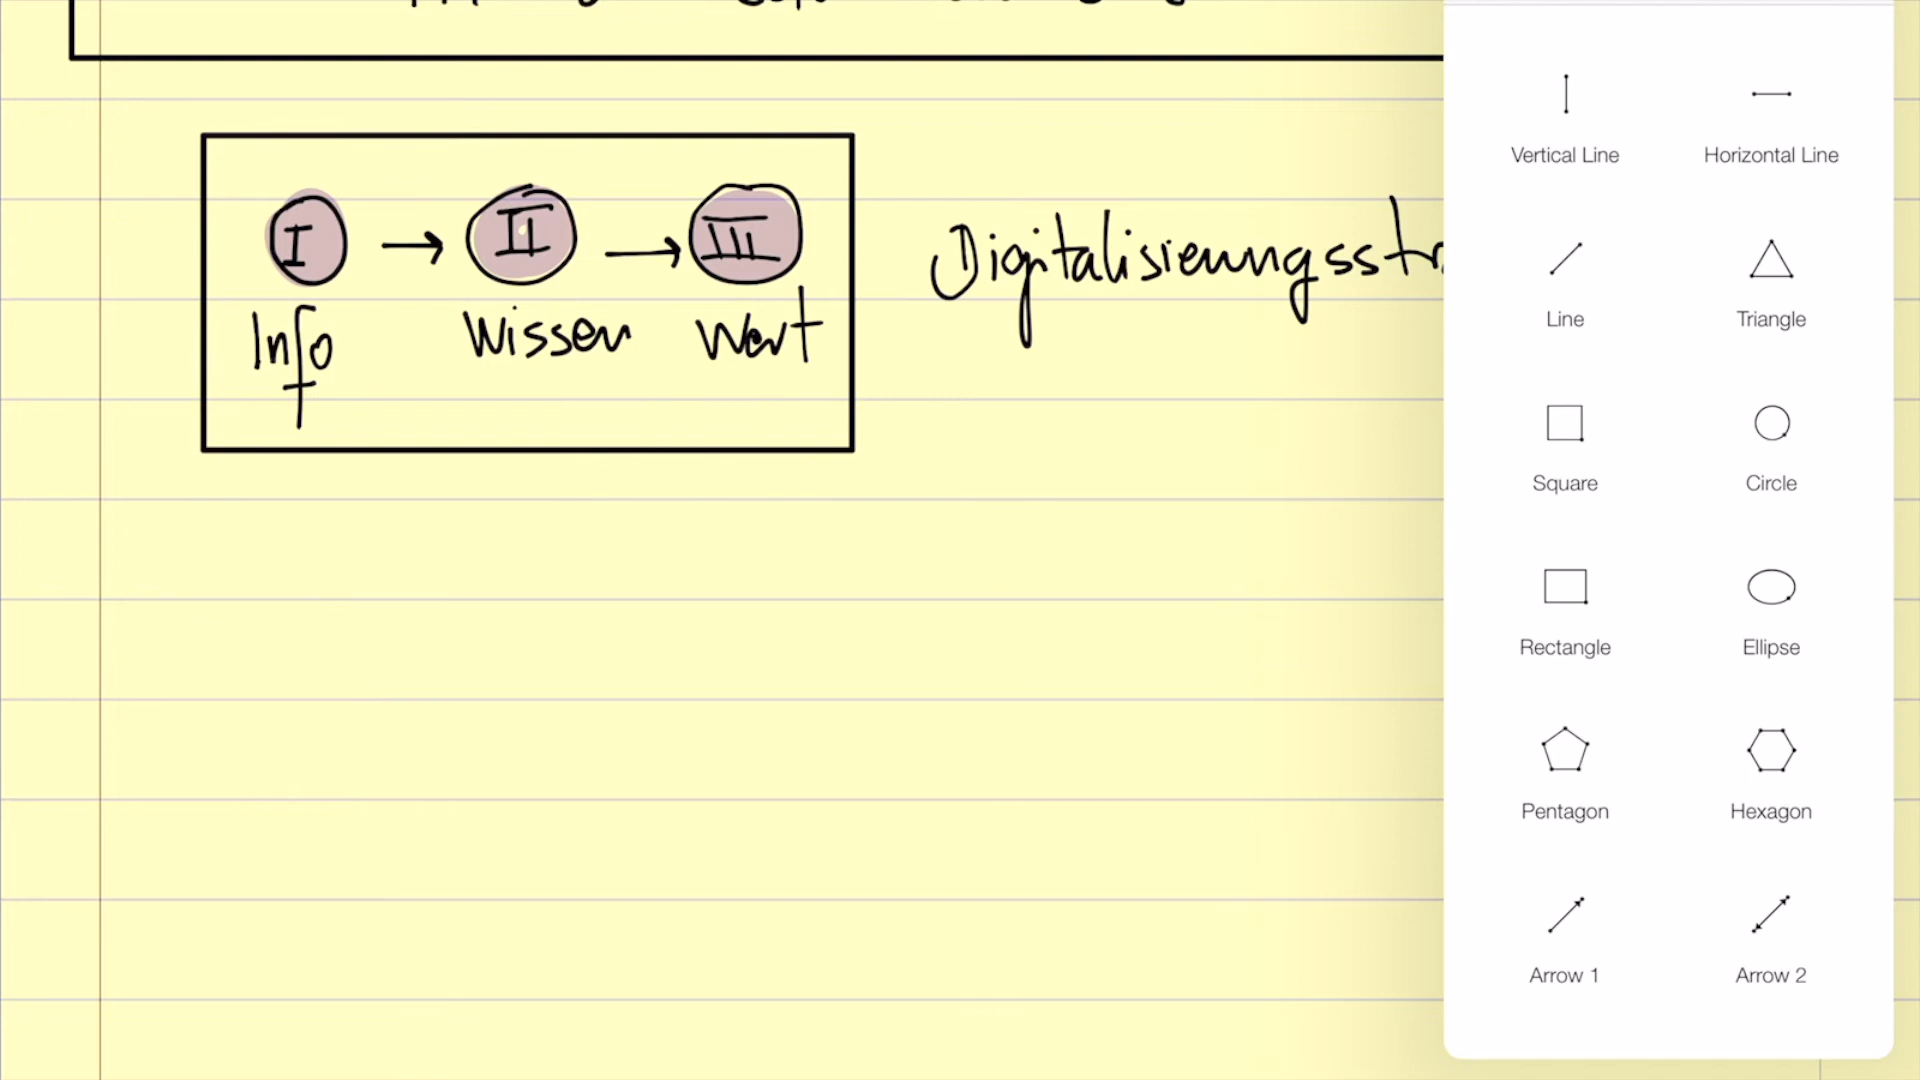 I → II → III
Info Wissen Wert
Digitalisierungsstr
Vertical Line
Horizontal Line
Line
Triangle
Square
Circle
Rectangle
Ellipse
Pentagon
Hexagon
Arrow 1
Arrow 2